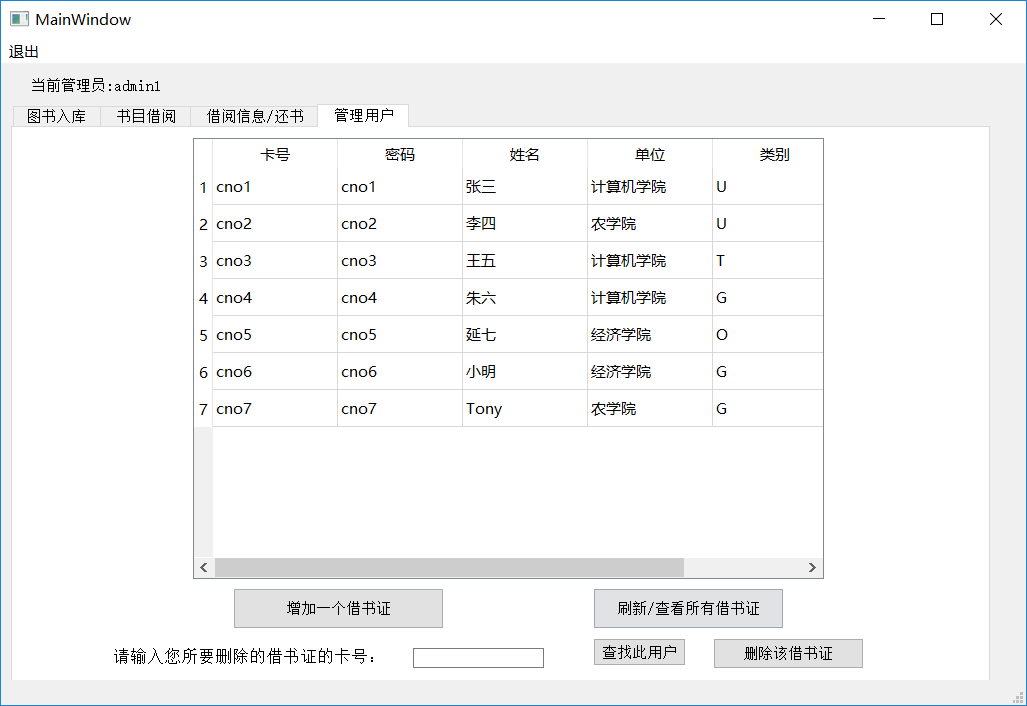 MainWindow
退出
当前管理员:admin1
图书入库 书目借阅 借阅信息/还书 管理用户
卡号 密码 姓名 单位 类别
1 cno1 cno1 张三 计算机学院 U
2 cno2 cno2 李四 农学院 U
3 cno3 cno3 王五 计算机学院 T
4 cno4 cno4 朱六 计算机学院 G
5 cno5 cno5 延七 经济学院 O
6 cno6 cno6 小明 经济学院 G
7 cno7 cno7 Tony 农学院 G
增加一个借书证 刷新/查看所有借书证
请输入您所要删除的借书证的卡号： 查找此用户 删除该借书证